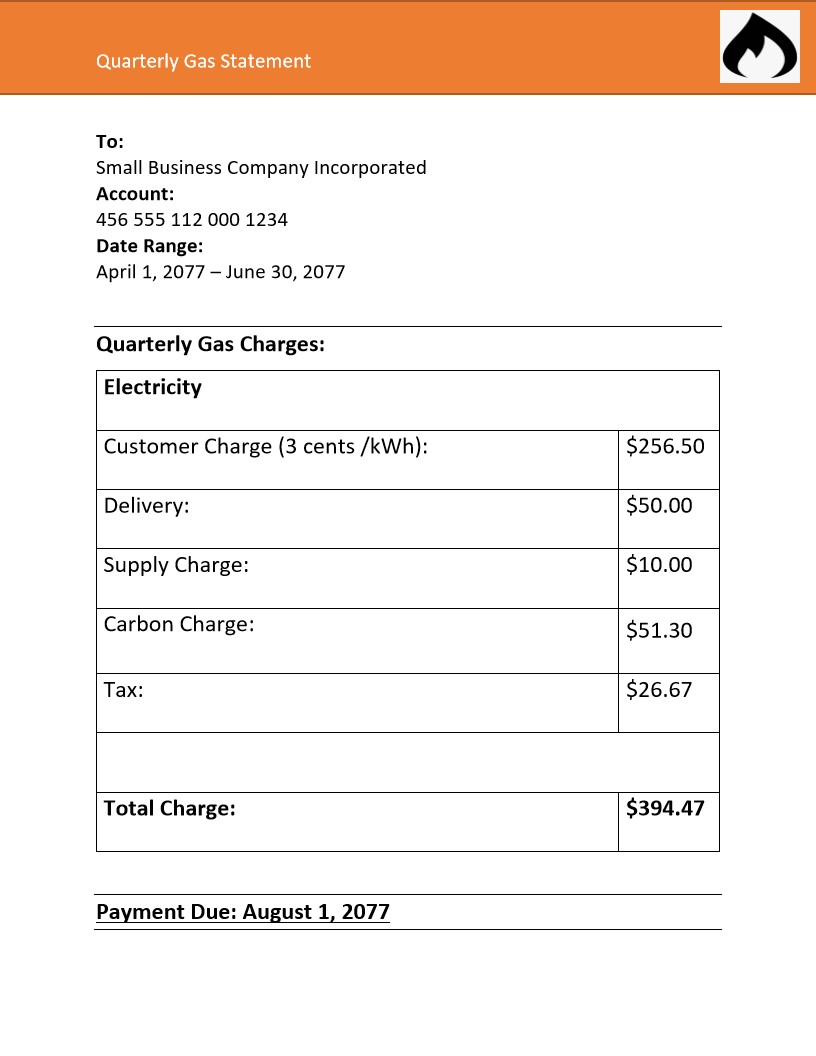 Quarterly Gas Statement
To:
Small Business Company Incorporated
Account:
456 555 112 000 1234
Date Range:
April 1, 2077 – June 30, 2077
Quarterly Gas Charges:
Electricity
Customer Charge (3 cents /kWh): $256.50
Delivery: $50.00
Supply Charge: $10.00
Carbon Charge: $51.30
Tax: $26.67
Total Charge: $394.47
Payment Due: August 1, 2077